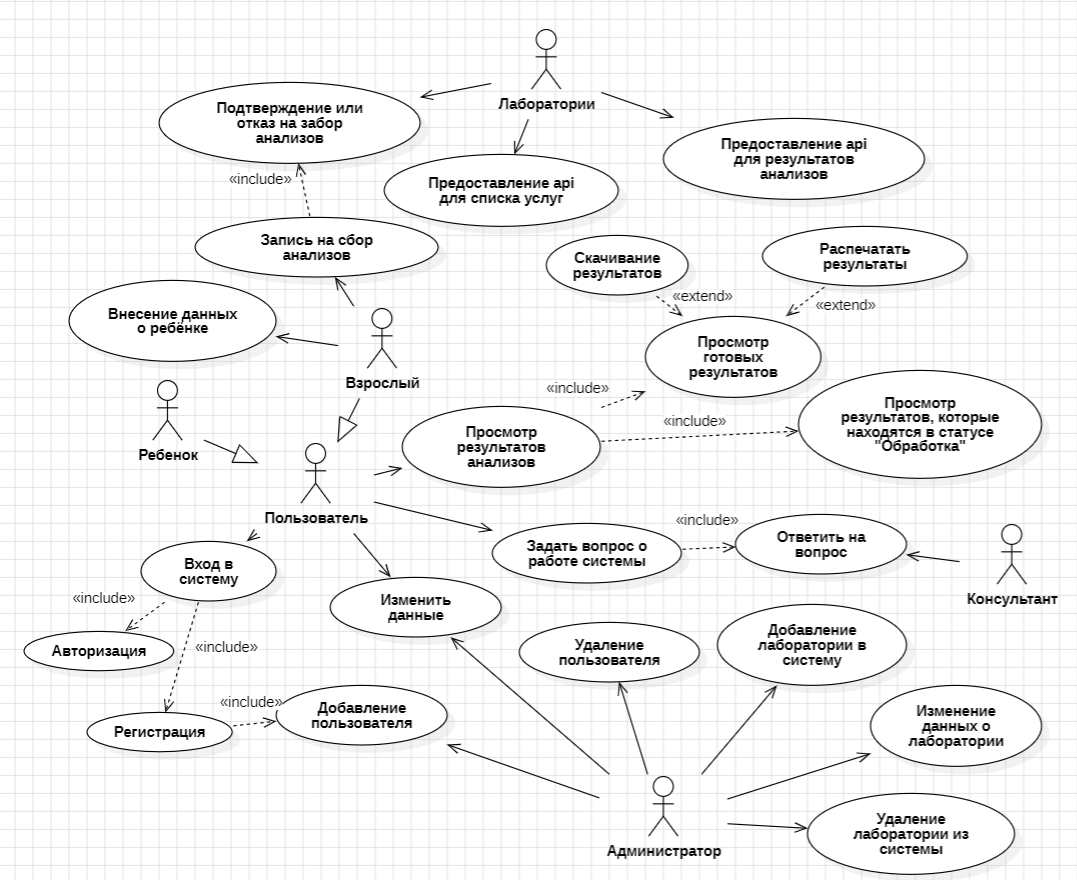 Лаборатории
Подтверждение или
отказ на забор
анализов
Предоставление api
для результатов
анализов
«include»
Предоставление api
для списка услуг
Запись на сбор
анализов
Скачивание
результатов
Распечатать
результаты
«extend»
«extend»
Внесение данных
о ребёнке
Взрослый
Просмотр
готовых
результатов
«include»
Просмотр
результатов, которые
находятся в статусе
"Обработка"
«include»
Ребенок
Просмотр
результатов
анализов
Пользователь
Задать вопрос о
работе системы
«include»
Ответить на
вопрос
Консультант
Вход в
систему
«include»
Изменить
данные
Авторизация
«include»
Удаление
пользователя
Добавление
лаборатории в
систему
Регистрация
«include»
Добавление
пользователя
Изменение
данных о
лаборатории
Администратор
Удаление
лаборатории из
системы